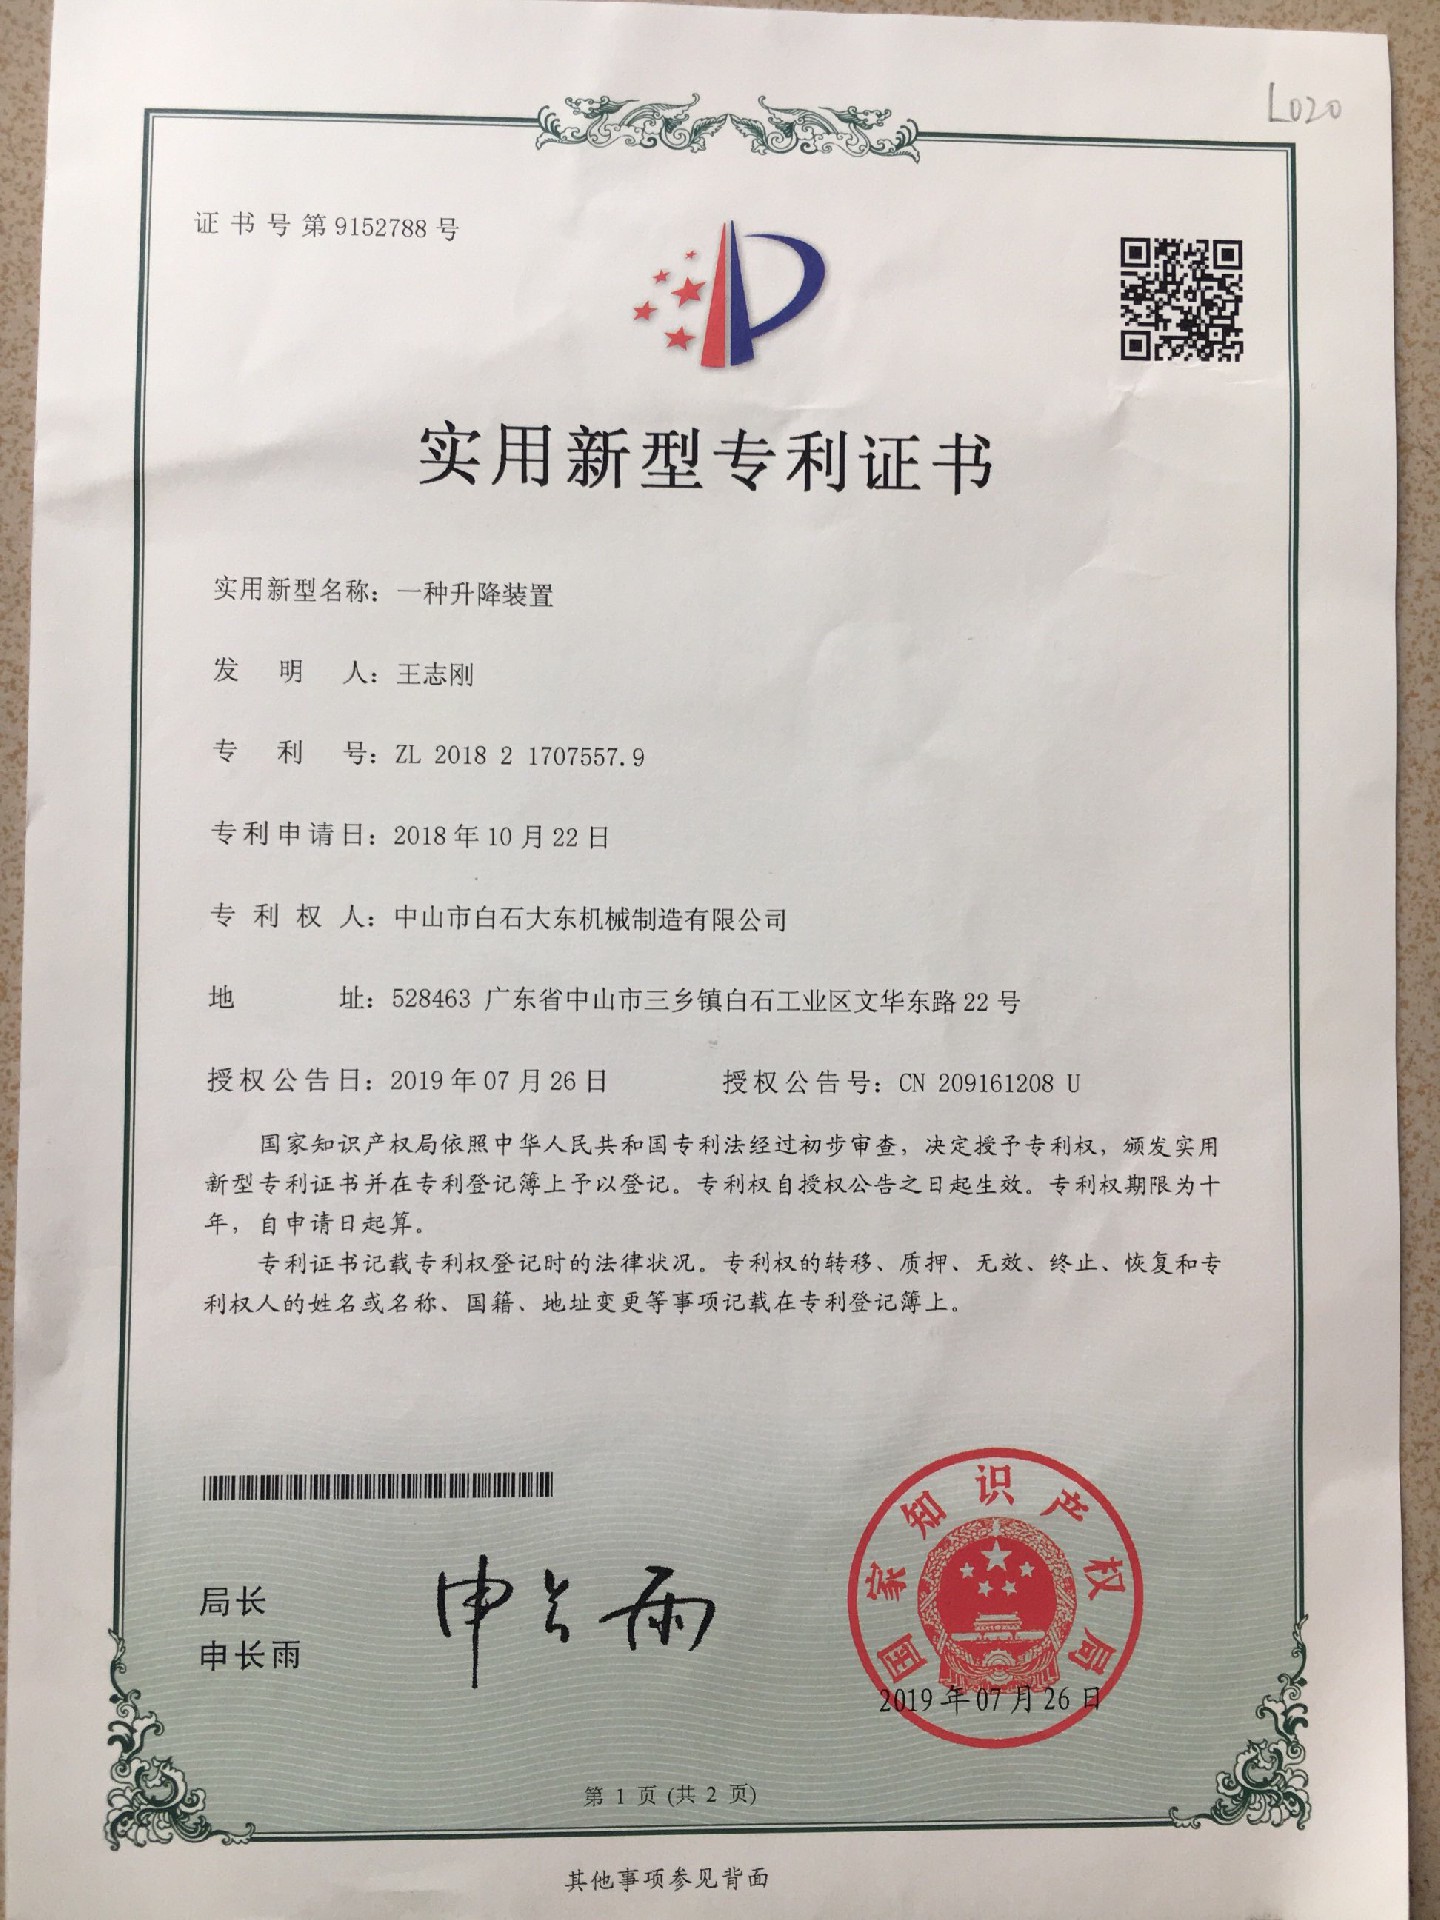 L020
证书号第9152788号
实用新型专利证书
实用新型名称：一种升降装置
发明人：王志刚
专利号：ZL 2018 2 1707557.9
专利申请日：2018年10月22日
专利权人：中山市白石大东机械制造有限公司
地址：528463 广东省中山市三乡镇白石工业区文华东路22号
授权公告日：2019年07月26日 授权公告号：CN 209161208 U
国家知识产权局依照中华人民共和国专利法经过初步审查，决定授予专利权，颁发实用
新型专利证书并在专利登记簿上予以登记。专利权自授权公告之日起生效。专利权期限为十
年，自申请日起算。
专利证书记载专利权登记时的法律状况。专利权的转移、质押、无效、终止、恢复和专
利权人的姓名或名称、国籍、地址变更等事项记载在专利登记簿上。
局长
申长雨
申长雨
国家知识产权局
2019年07月26日
第 1 页 (共 2 页)
其他事项参见背面